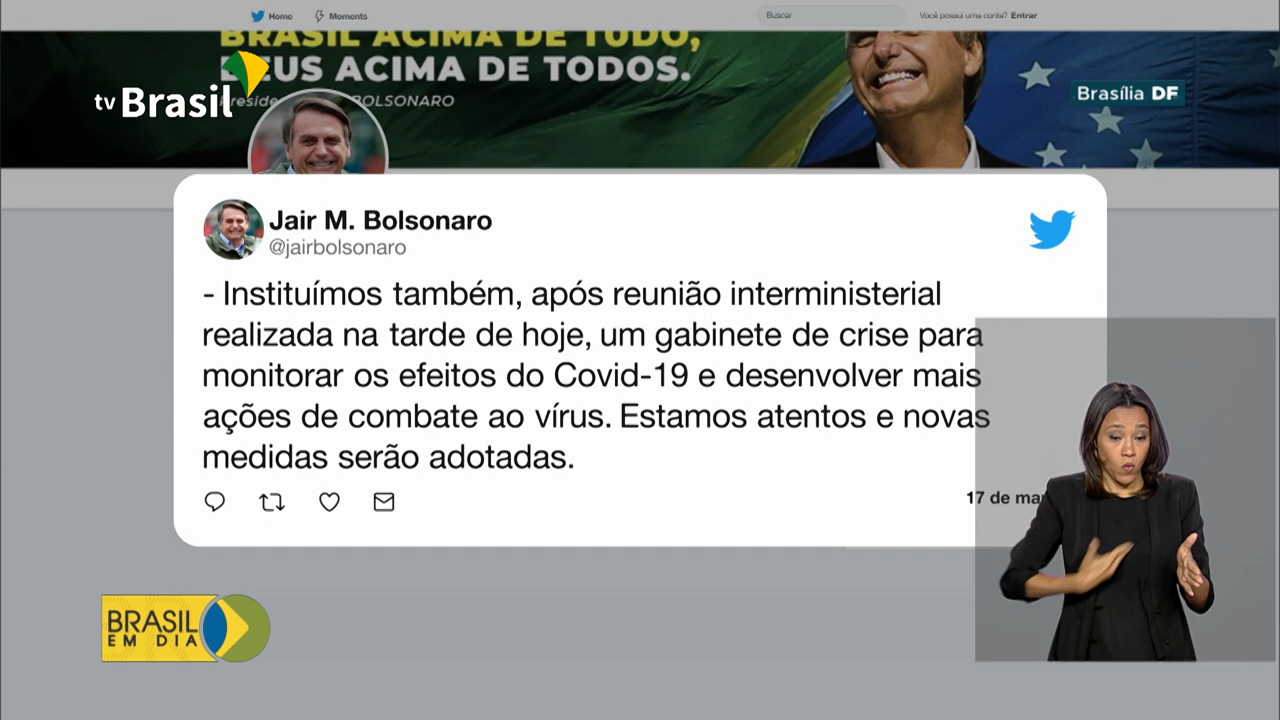 Home Moments
Buscar
Você possui uma conta? Entrar
BRASIL ACIMA DE TUDO,
DEUS ACIMA DE TODOS.
BOLSONARO
tv Brasil
Brasília DF
Jair M. Bolsonaro
@jairbolsonaro
- Instituímos também, após reunião interministerial
realizada na tarde de hoje, um gabinete de crise para
monitorar os efeitos do Covid-19 e desenvolver mais
ações de combate ao vírus. Estamos atentos e novas
medidas serão adotadas.
17 de mar
BRASIL
EM DIA